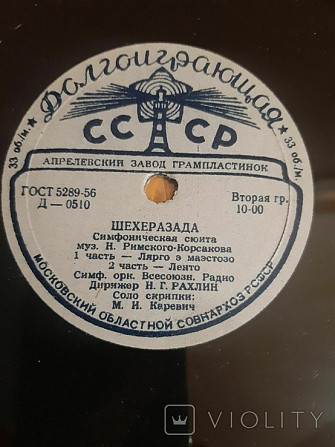 Долгоиграющая
33 об/м.
33 об/м.
СССР
АПРЕЛЕВСКИЙ ЗАВОД ГРАМПЛАСТИНОК
ГОСТ 5289-56
Д — 0510
Вторая гр.
10-00
ШЕХЕРАЗАДА
Симфоническая сюита
муз. Н. Римского-Корсакова
1 часть — Лярго э маэстозо
2 часть — Ленто
Симф. орк. Всесоюзн. Радио
Дирижер Н. Г. РАХЛИН
Соло скрипки:
М. И. Каревич
МОСКОВСКИЙ ОБЛАСТНОЙ СОВНАРХОЗ РСФСР
VIOLITY